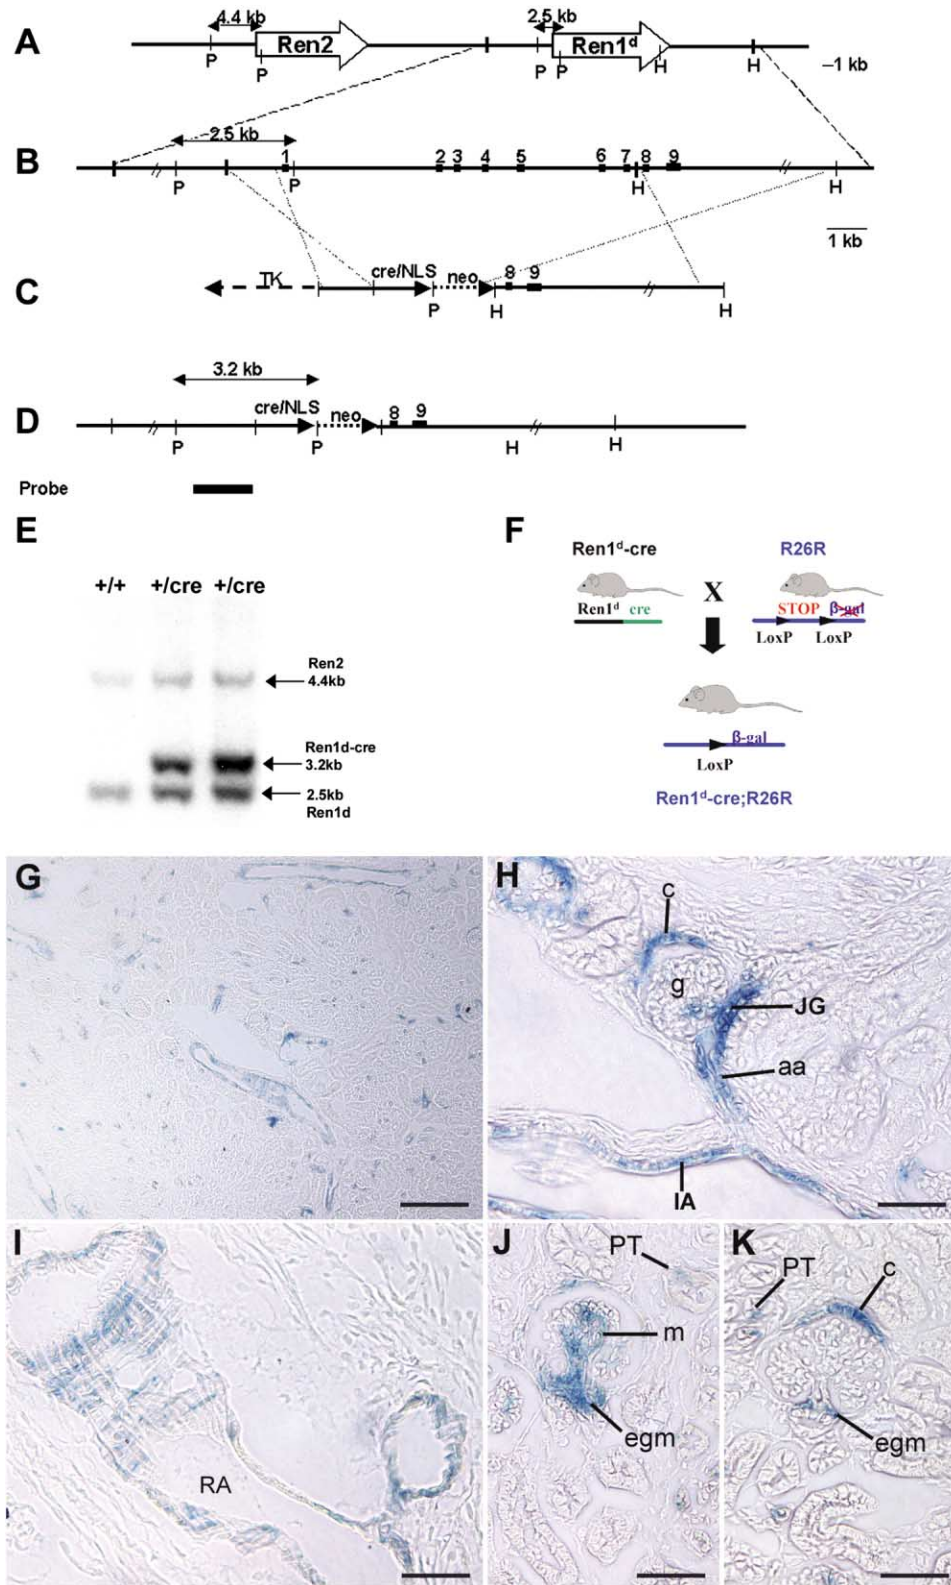 A
4.4 kb
Ren2
2.5 kb
Ren1d
P
P
P
P
H
H
–1 kb
B
2.5 kb
1
2
3
4
5
6
7
8
9
P
P
H
H
1 kb
C
TK
cre/NLS
neo
8
9
P
H
H
D
3.2 kb
cre/NLS
neo
8
9
P
P
H
H
Probe
E
+/+
+/cre
+/cre
Ren2
4.4kb
Ren1d-cre
3.2kb
2.5kb
Ren1d
F
Ren1d-cre
R26R
X
Ren1d cre
STOP β-gal
LoxP LoxP
β-gal
LoxP
Ren1d-cre;R26R
G
H
c
g
JG
aa
IA
I
RA
J
PT
m
egm
K
PT
c
egm